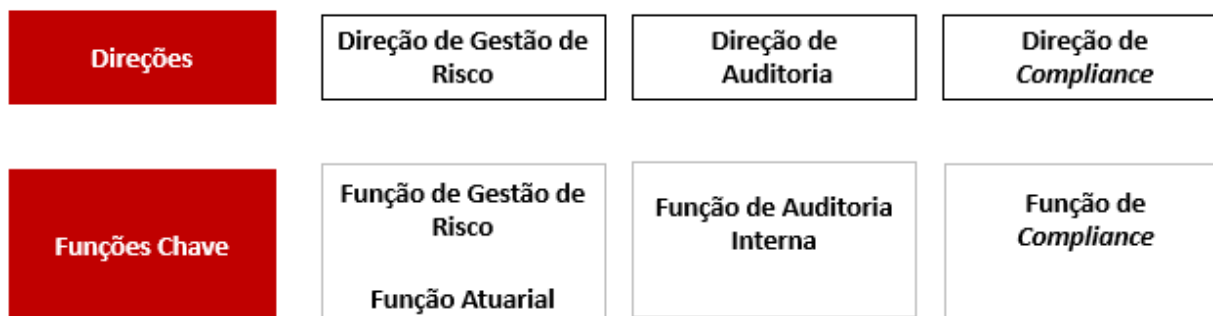 Direções
Direção de Gestão de
Risco
Direção de
Auditoria
Direção de
Compliance
Funções Chave
Função de Gestão de
Risco
Função Atuarial
Função de Auditoria
Interna
Função de
Compliance